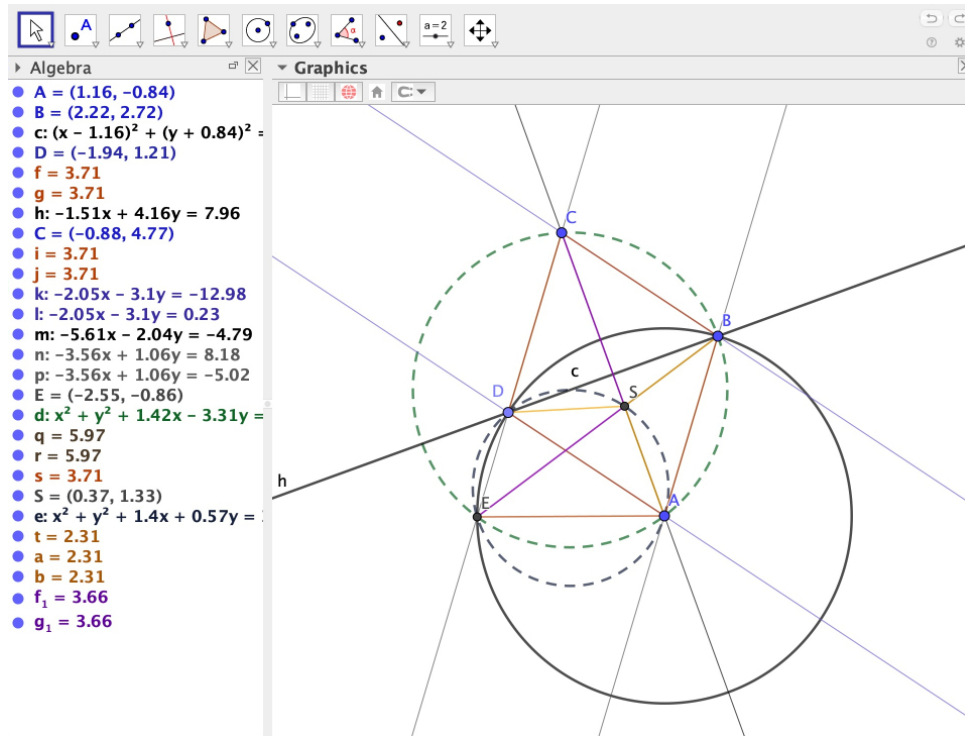 A
α
a=2
Algebra
Graphics
A = (1.16, -0.84)
B = (2.22, 2.72)
c: (x - 1.16)² + (y + 0.84)² =
D = (-1.94, 1.21)
f = 3.71
g = 3.71
h: -1.51x + 4.16y = 7.96
C = (-0.88, 4.77)
i = 3.71
j = 3.71
k: -2.05x - 3.1y = -12.98
l: -2.05x - 3.1y = 0.23
m: -5.61x - 2.04y = -4.79
n: -3.56x + 1.06y = 8.18
p: -3.56x + 1.06y = -5.02
E = (-2.55, -0.86)
d: x² + y² + 1.42x - 3.31y =
q = 5.97
r = 5.97
s = 3.71
S = (0.37, 1.33)
e: x² + y² + 1.4x + 0.57y =
t = 2.31
a = 2.31
b = 2.31
f₁ = 3.66
g₁ = 3.66
C
B
c
D
S
h
E
A